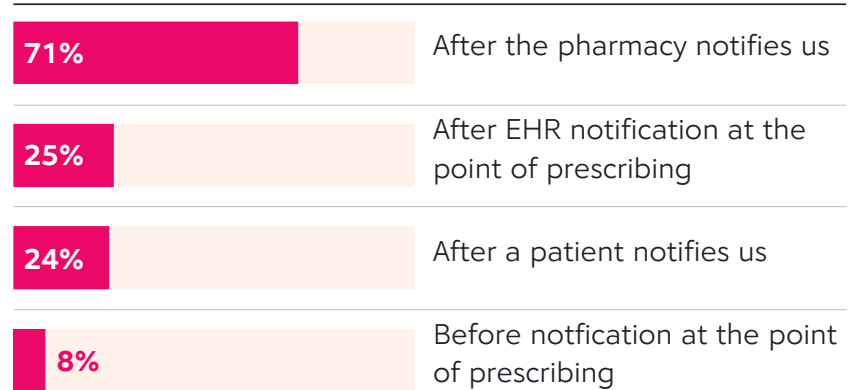 71%
After the pharmacy notifies us
25%
After EHR notification at the
point of prescribing
24%
After a patient notifies us
8%
Before notfication at the point
of prescribing